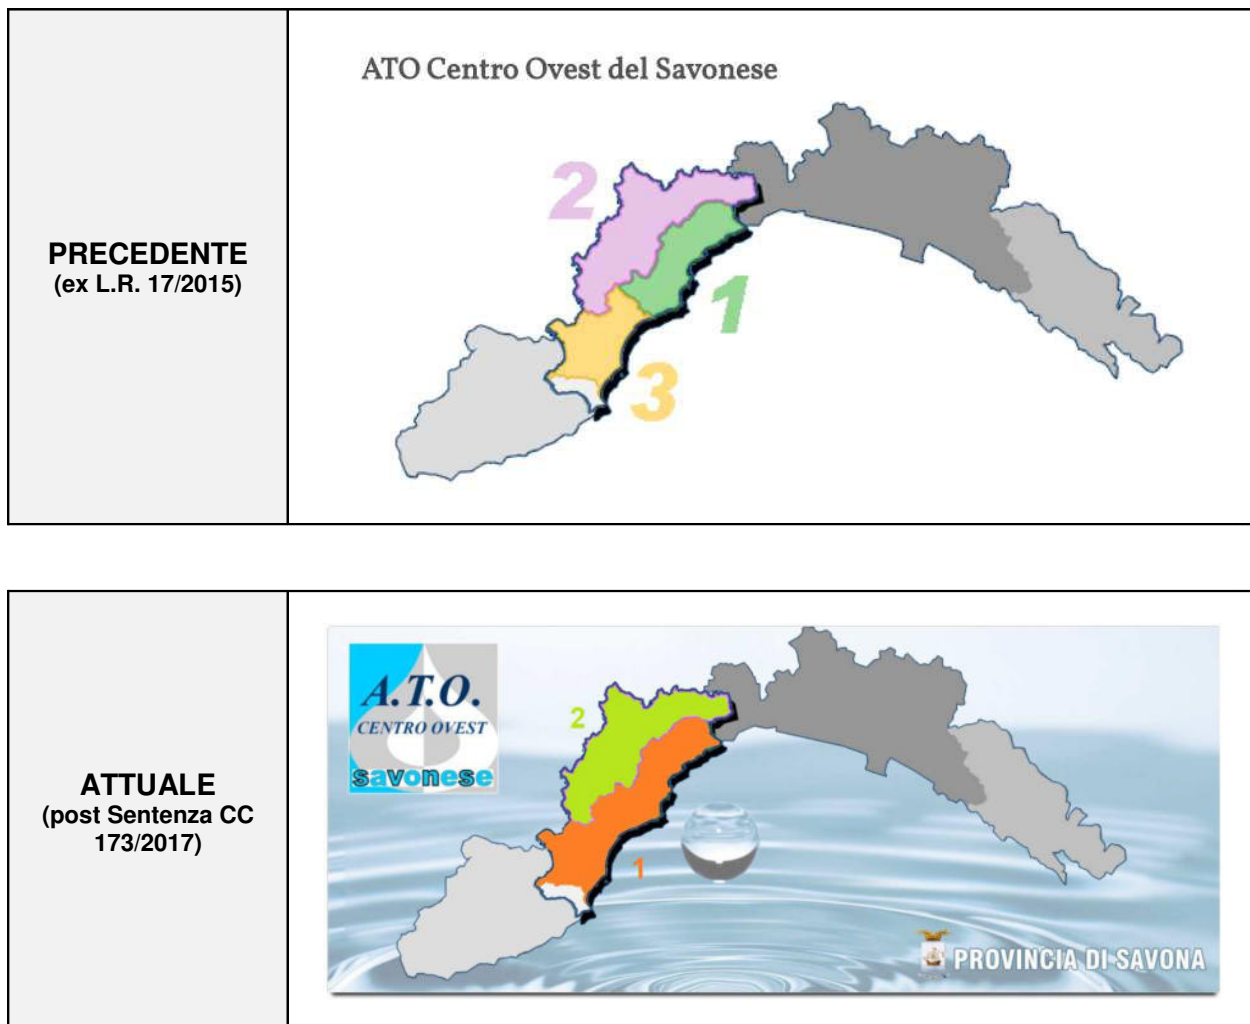 PRECEDENTE
(ex L.R. 17/2015)
ATO Centro Ovest del Savonese
2
1
3
ATTUALE
(post Sentenza CC
173/2017)
A.T.O.
CENTRO OVEST
savonese
2
1
PROVINCIA DI SAVONA